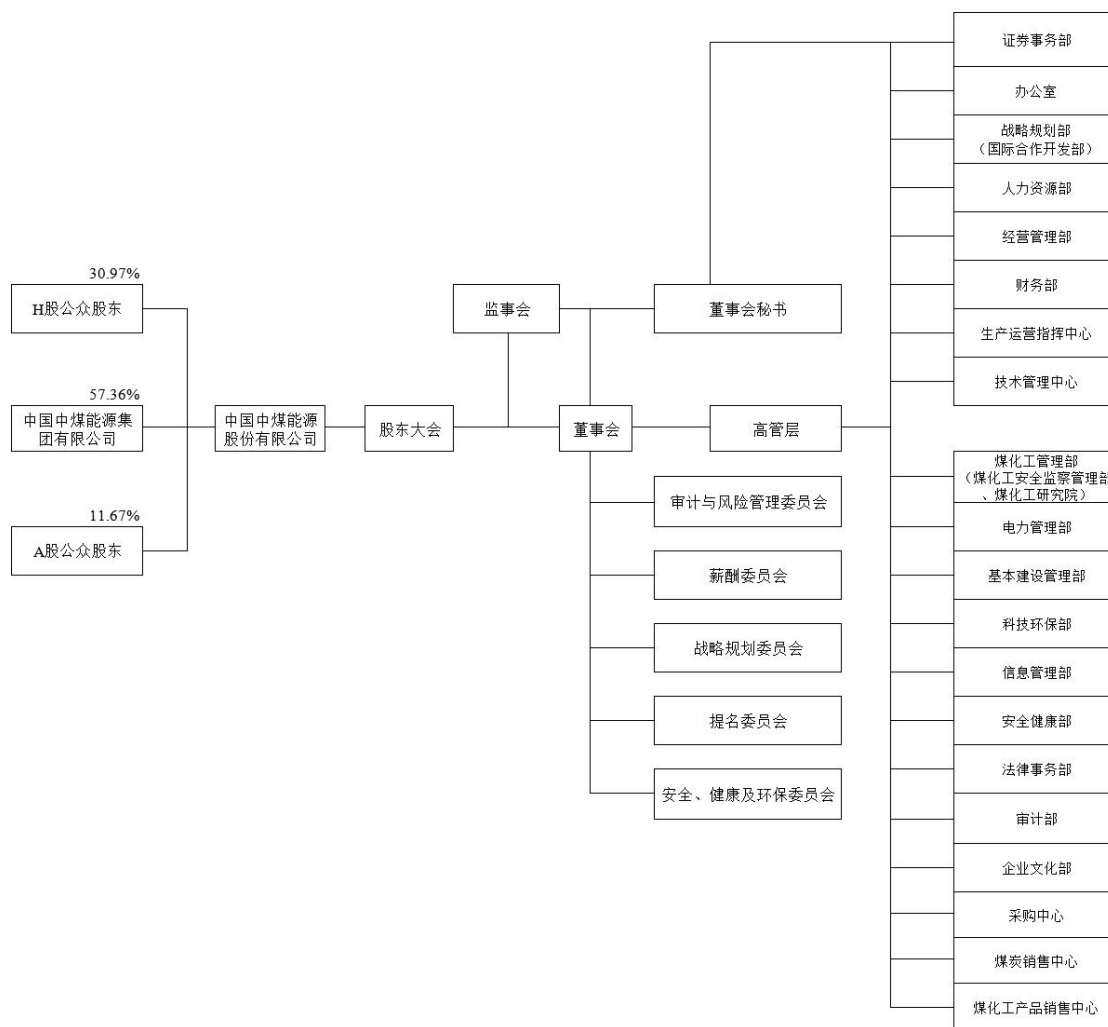 30.97%
H股公众股东
57.36%
中国中煤能源集
团有限公司
11.67%
A股公众股东
中国中煤能源
股份有限公司
股东大会
监事会
董事会
董事会秘书
高管层
审计与风险管理委员会
薪酬委员会
战略规划委员会
提名委员会
安全、健康及环保委员会
证券事务部
办公室
战略规划部
(国际合作开发部)
人力资源部
经营管理部
财务部
生产运营指挥中心
技术管理中心
煤化工管理部
(煤化工安全监察管理部
、煤化工研究院)
电力管理部
基本建设管理部
科技环保部
信息管理部
安全健康部
法律事务部
审计部
企业文化部
采购中心
煤炭销售中心
煤化工产品销售中心